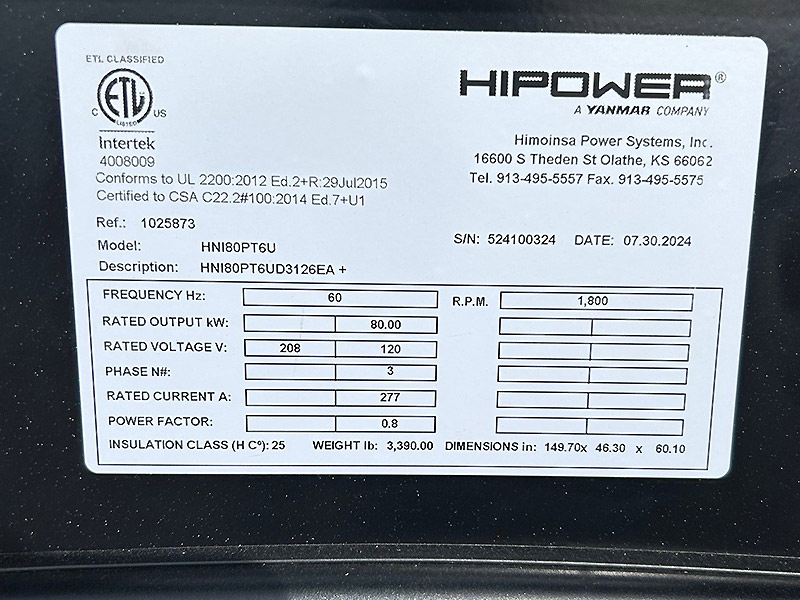 ETL CLASSIFIED
ETL
C US
LISTED
Intertek
4008009
HIPOWER®
A YANMAR COMPANY
Himoinsa Power Systems, Inc.
16600 S Theden St Olathe, KS 66062
Tel. 913-495-5557 Fax. 913-495-5575
Conforms to UL 2200:2012 Ed.2+R:29Jul2015
Certified to CSA C22.2#100:2014 Ed.7+U1
Ref.: 1025873
Model: HNI80PT6U S/N: 524100324 DATE: 07.30.2024
Description: HNI80PT6UD3126EA +
FREQUENCY Hz: 60 R.P.M. 1,800
RATED OUTPUT kW: 80.00
RATED VOLTAGE V: 208 120
PHASE N#: 3
RATED CURRENT A: 277
POWER FACTOR: 0.8
INSULATION CLASS (H Cº): 25 WEIGHT lb: 3,390.00 DIMENSIONS in: 149.70x 46.30 x 60.10